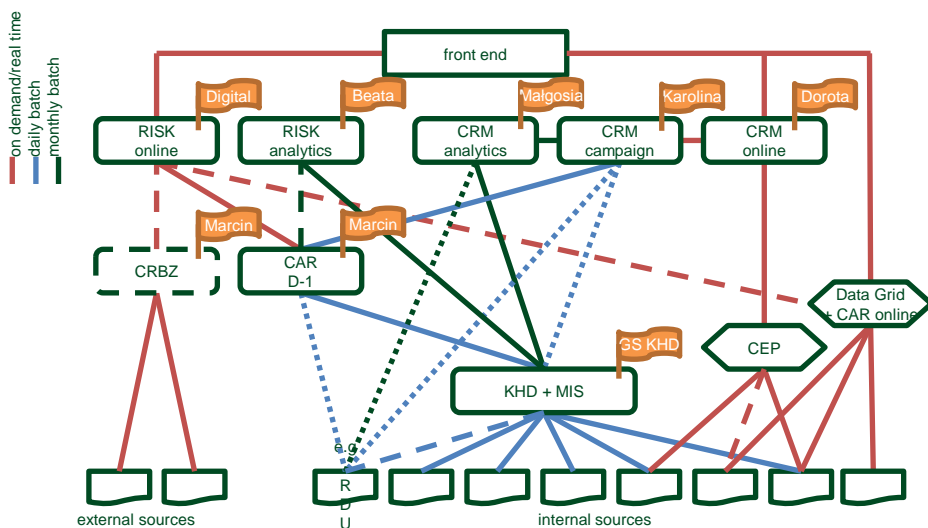 on demand/real time
daily batch
monthly batch
front end
Digital
Beata
Małgosia
Karolina
Dorota
RISK
online
RISK
analytics
CRM
analytics
CRM
campaign
CRM
online
Marcin
Marcin
CRBZ
CAR
D-1
Data Grid
+ CAR online
GS KHD
CEP
KHD + MIS
e.g
R
D
U
external sources
internal sources